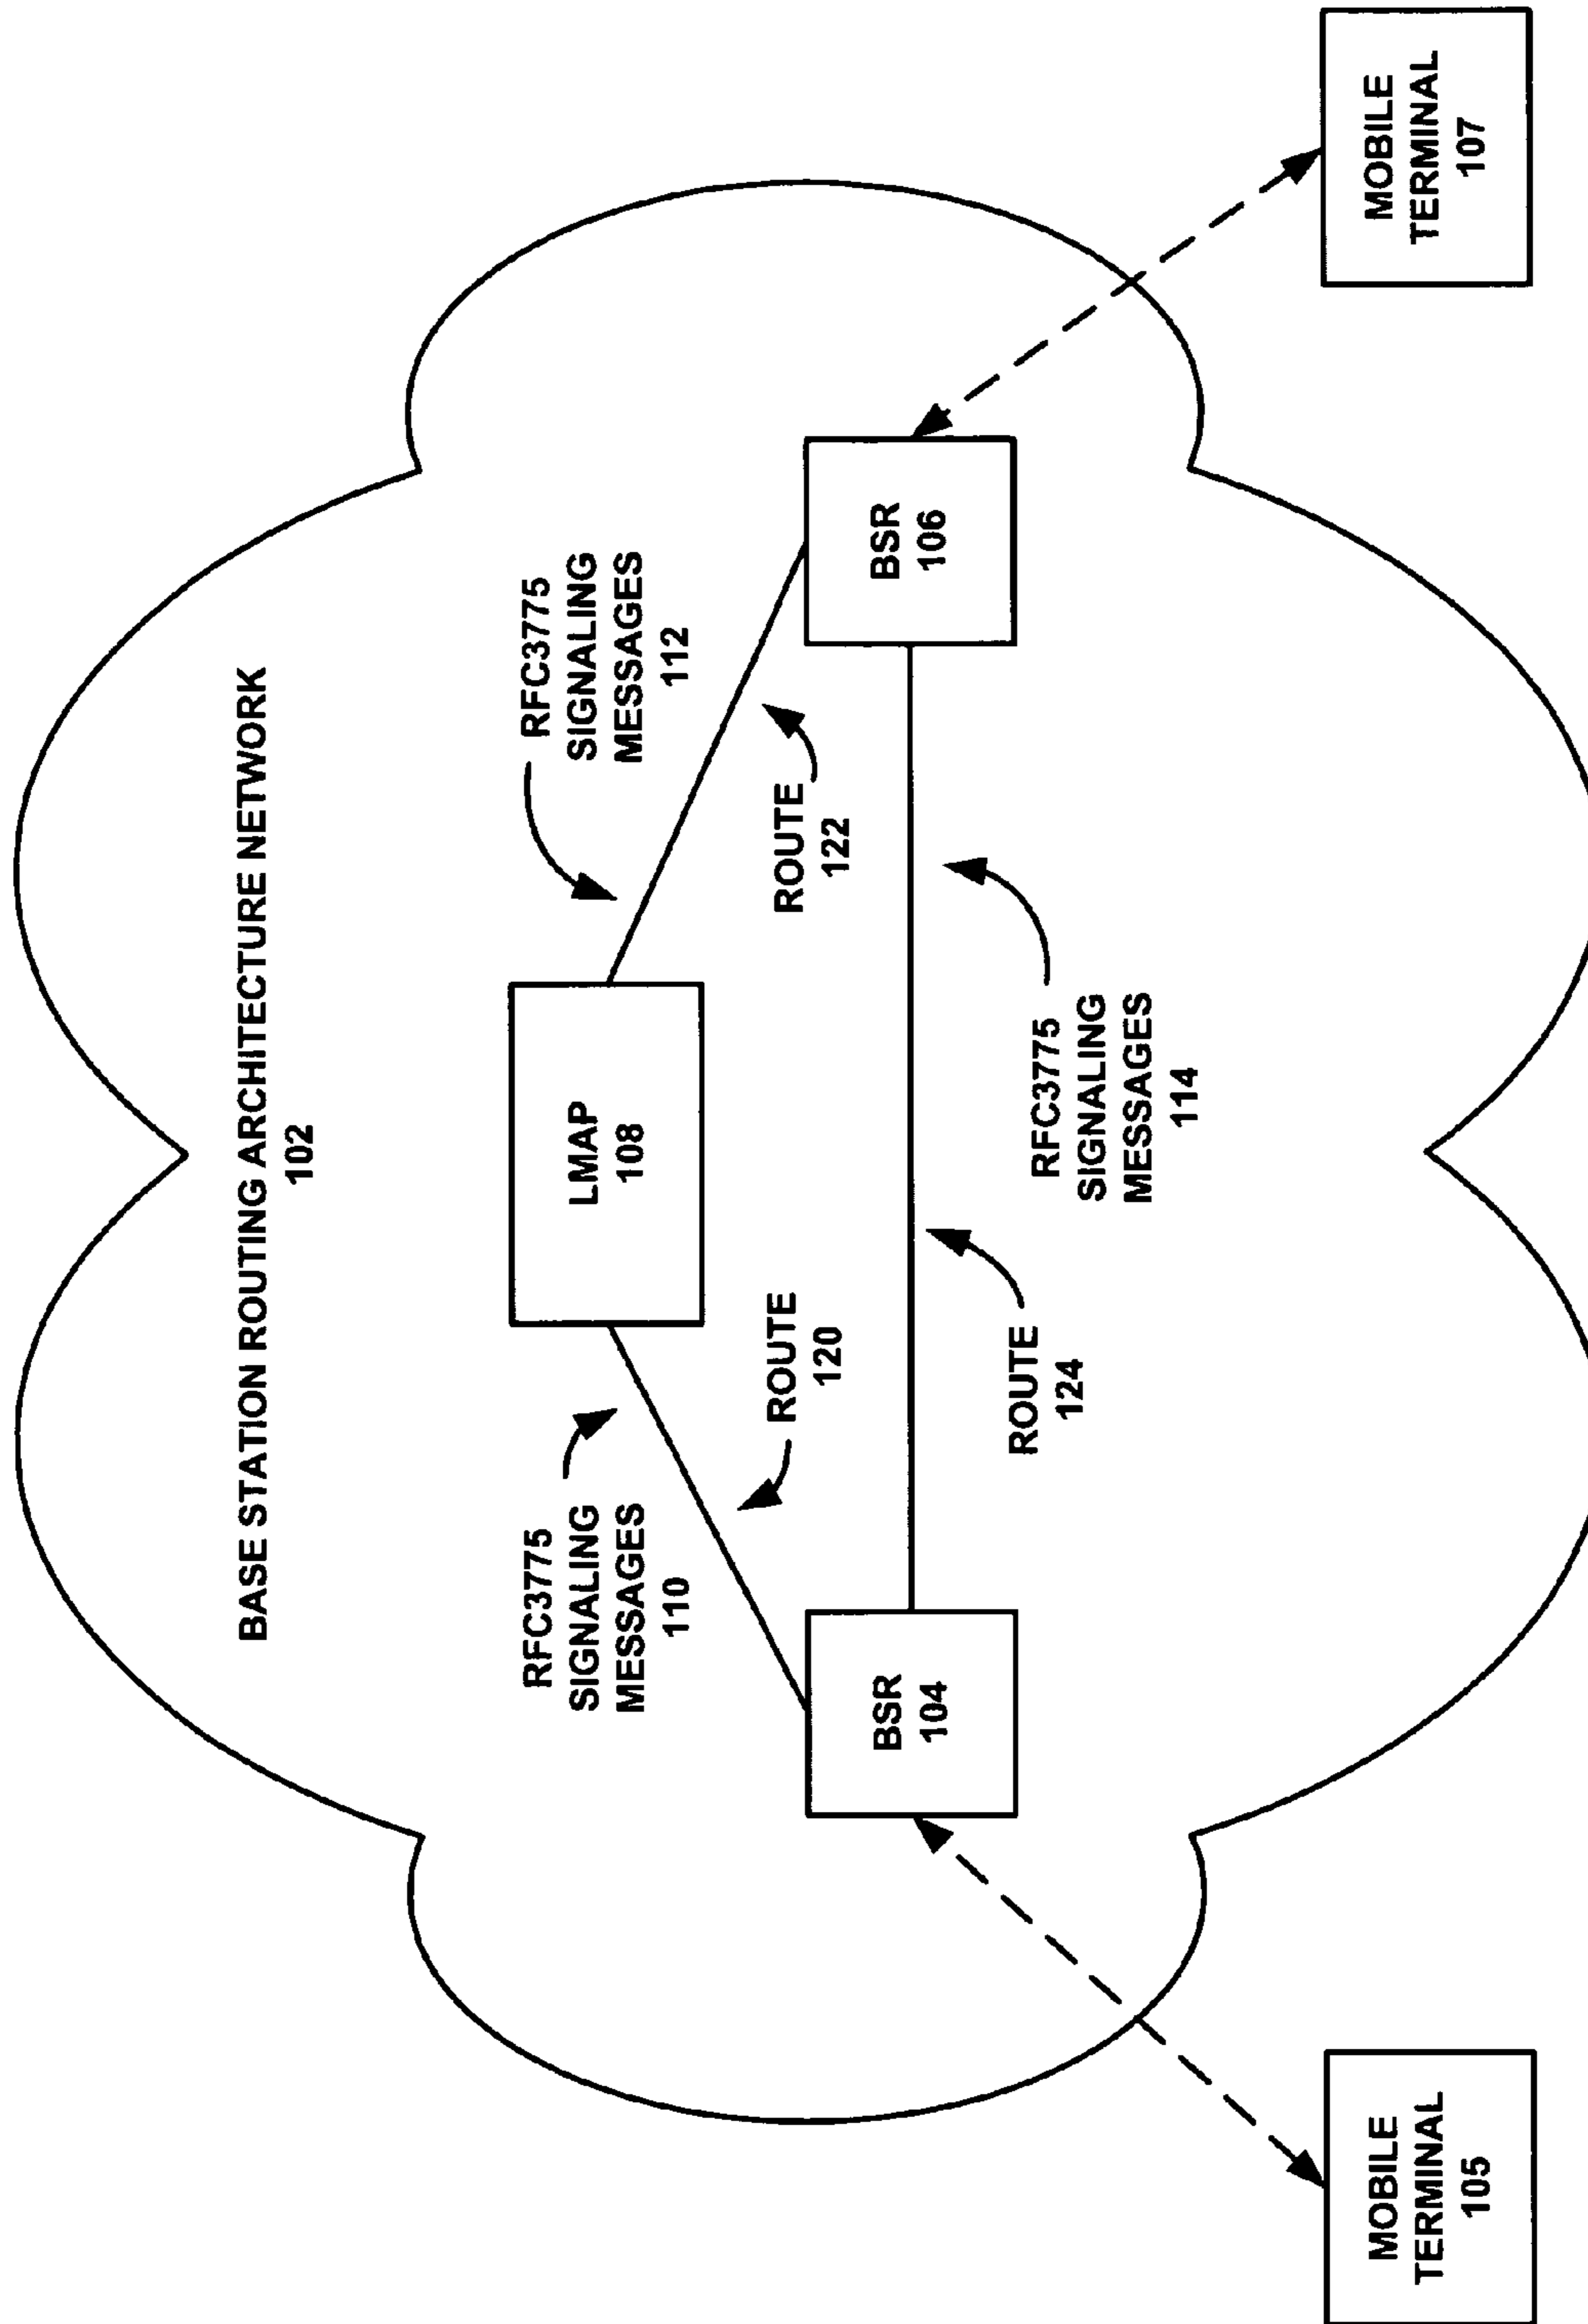 BASE STATION ROUTING ARCHITECTURE NETWORK
102
RFC3775
SIGNALING
MESSAGES
110
LMAP
108
RFC3775
SIGNALING
MESSAGES
112
ROUTE
120
ROUTE
122
BSR
104
BSR
106
ROUTE
124
RFC3775
SIGNALING
MESSAGES
114
MOBILE
TERMINAL
105
MOBILE
TERMINAL
107